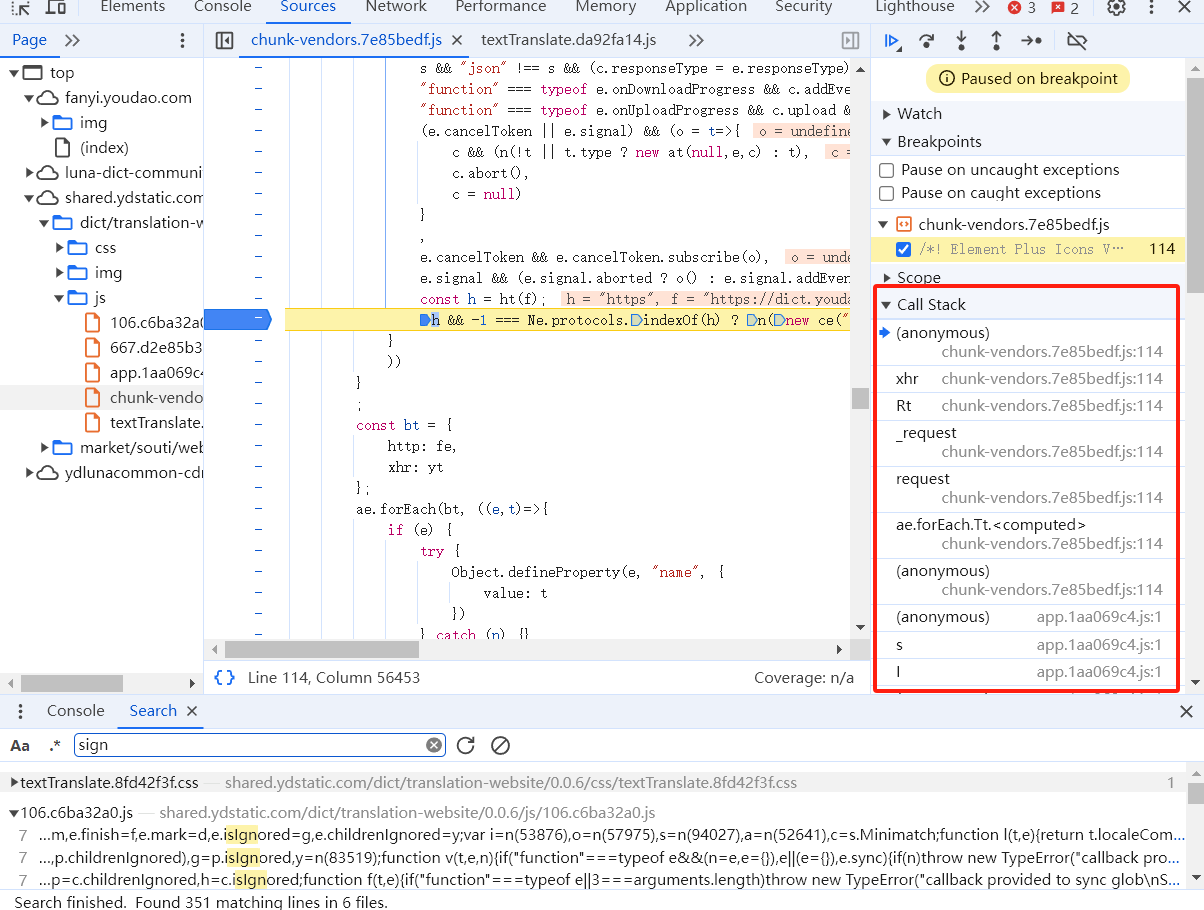 Elements Console Sources Network Performance Memory Application Security Lighthouse 3 2
Page
chunk-vendors.7e85bedf.js textTranslate.da92fa14.js
top
fanyi.youdao.com
img
(index)
luna-dict-communi
shared.ydstatic.com
dict/translation-w
css
img
js
106.c6ba32a0
667.d2e85b3
app.1aa069c4
chunk-vendo
textTranslate.
market/souti/web
ydlunacommon-cdn
s && "json" !== s && (c.responseType = e.responseType)
"function" === typeof e.onDownloadProgress && c.addEve
"function" === typeof e.onUploadProgress && c.upload &
(e.cancelToken || e.signal) && (o = t=>{ o = undefine
c && (n(!t || t.type ? new at(null,e,c) : t), c =
c.abort(),
c = null)
}
,
e.cancelToken && e.cancelToken.subscribe(o), o = unde
e.signal && (e.signal.aborted ? o() : e.signal.addEven
const h = ht(f); h = "https", f = "https://dict.youda
h && -1 === Ne.protocols.indexOf(h) ? n(new ce("
}
))
}
;
const bt = {
http: fe,
xhr: yt
};
ae.forEach(bt, ((e,t)=>{
if (e) {
try {
Object.defineProperty(e, "name", {
value: t
})
} catch (n) {}
{} Line 114, Column 56453 Coverage: n/a
Paused on breakpoint
Watch
Breakpoints
Pause on uncaught exceptions
Pause on caught exceptions
chunk-vendors.7e85bedf.js
/*! Element Plus Icons V… 114
Scope
Call Stack
(anonymous)
chunk-vendors.7e85bedf.js:114
xhr chunk-vendors.7e85bedf.js:114
Rt chunk-vendors.7e85bedf.js:114
_request
chunk-vendors.7e85bedf.js:114
request
chunk-vendors.7e85bedf.js:114
ae.forEach.Tt.<computed>
chunk-vendors.7e85bedf.js:114
(anonymous)
chunk-vendors.7e85bedf.js:114
(anonymous) app.1aa069c4.js:1
s app.1aa069c4.js:1
l app.1aa069c4.js:1
Console Search
Aa .* sign
textTranslate.8fd42f3f.css — shared.ydstatic.com/dict/translation-website/0.0.6/css/textTranslate.8fd42f3f.css 1
106.c6ba32a0.js — shared.ydstatic.com/dict/translation-website/0.0.6/js/106.c6ba32a0.js
7 …m,e.finish=f,e.mark=d,e.isIgnored=g,e.childrenIgnored=y;var i=n(53876),o=n(57975),s=n(94027),a=n(52641),c=s.Minimatch;function l(t,e){return t.localeCom…
7 …,p.childrenIgnored),g=p.isIgnored,y=n(83519);function v(t,e,n){if("function"===typeof e&&(n=e,e={}),e||(e={}),e.sync){if(n)throw new TypeError("callback pro…
7 …p=c.childrenIgnored,h=c.isIgnored;function f(t,e){if("function"===typeof e||3===arguments.length)throw new TypeError("callback provided to sync glob\nS…
Search finished. Found 351 matching lines in 6 files.